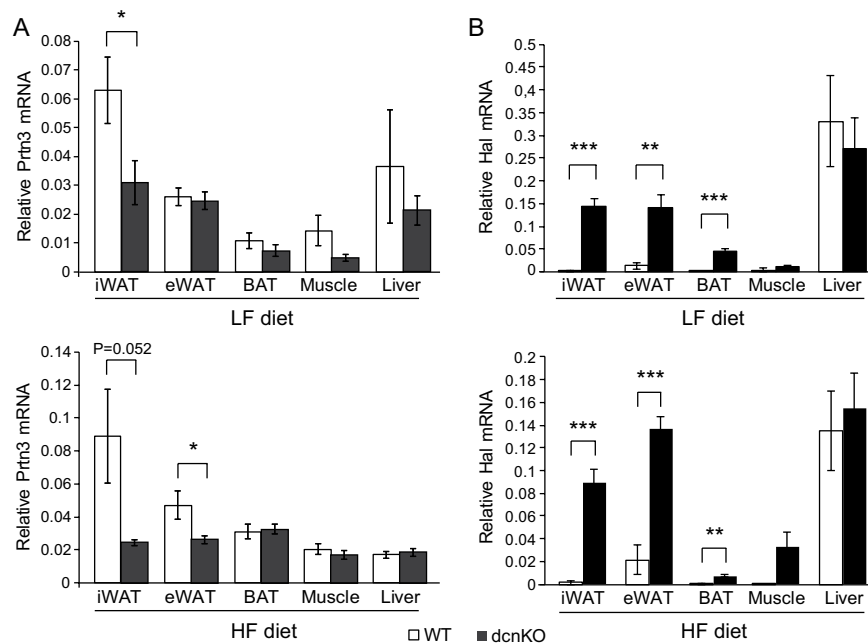 A
Relative Prtn3 mRNA
0.08
0.07
0.06
0.05
0.04
0.03
0.02
0.01
0
*
iWAT
eWAT
BAT
Muscle
Liver
LF diet
B
Relative Hal mRNA
0.5
0.45
0,4
0.35
0.3
0.25
0.2
0.15
0.1
0.05
0
***
**
***
iWAT
eWAT
BAT
Muscle
Liver
LF diet
Relative Prtn3 mRNA
0.14
0.12
0.1
0.08
0.06
0.04
0.02
0
P=0.052
*
iWAT
eWAT
BAT
Muscle
Liver
HF diet
Relative Hal mRNA
0.2
0.18
0.16
0.14
0.12
0.1
0.08
0.06
0.04
0.02
0
***
***
**
iWAT
eWAT
BAT
Muscle
Liver
HF diet
WT
dcnKO